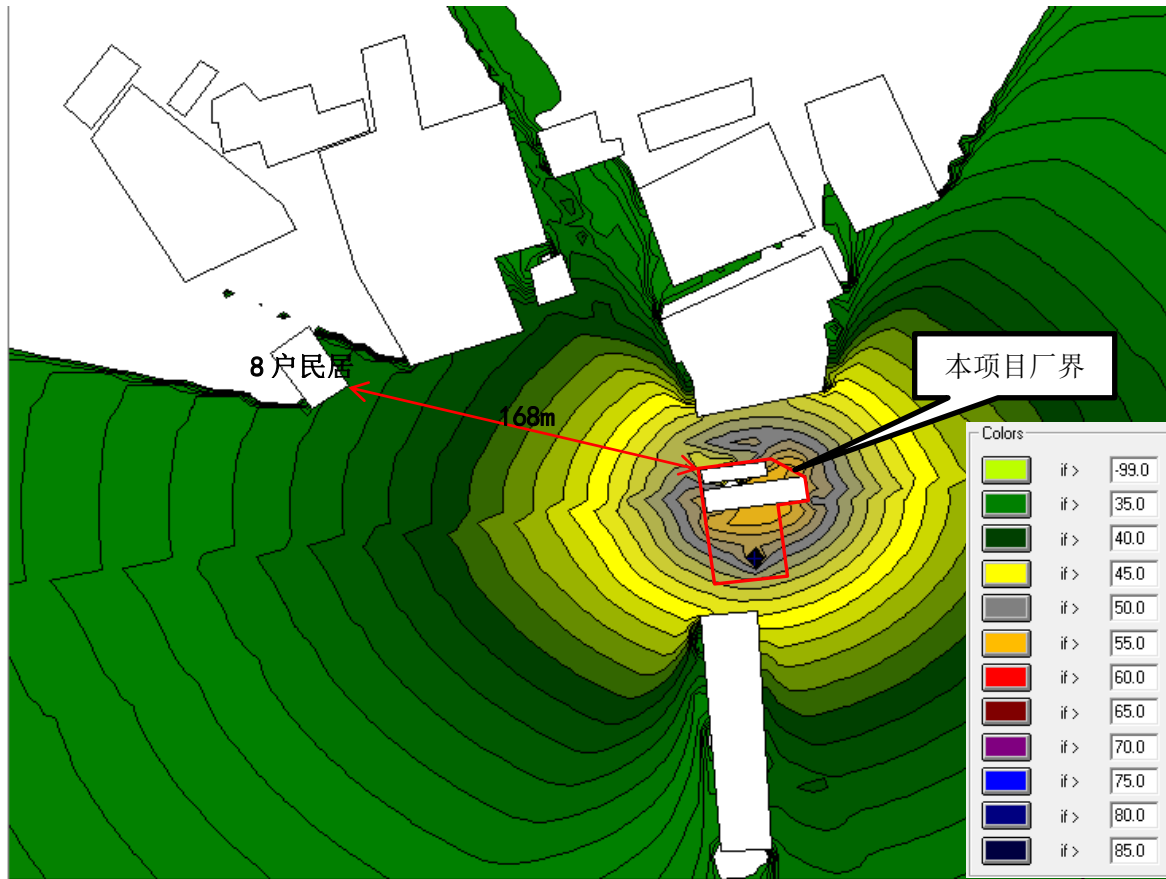 8 户民居
168m
本项目厂界
Colors
if > -99.0
if > 35.0
if > 40.0
if > 45.0
if > 50.0
if > 55.0
if > 60.0
if > 65.0
if > 70.0
if > 75.0
if > 80.0
if > 85.0